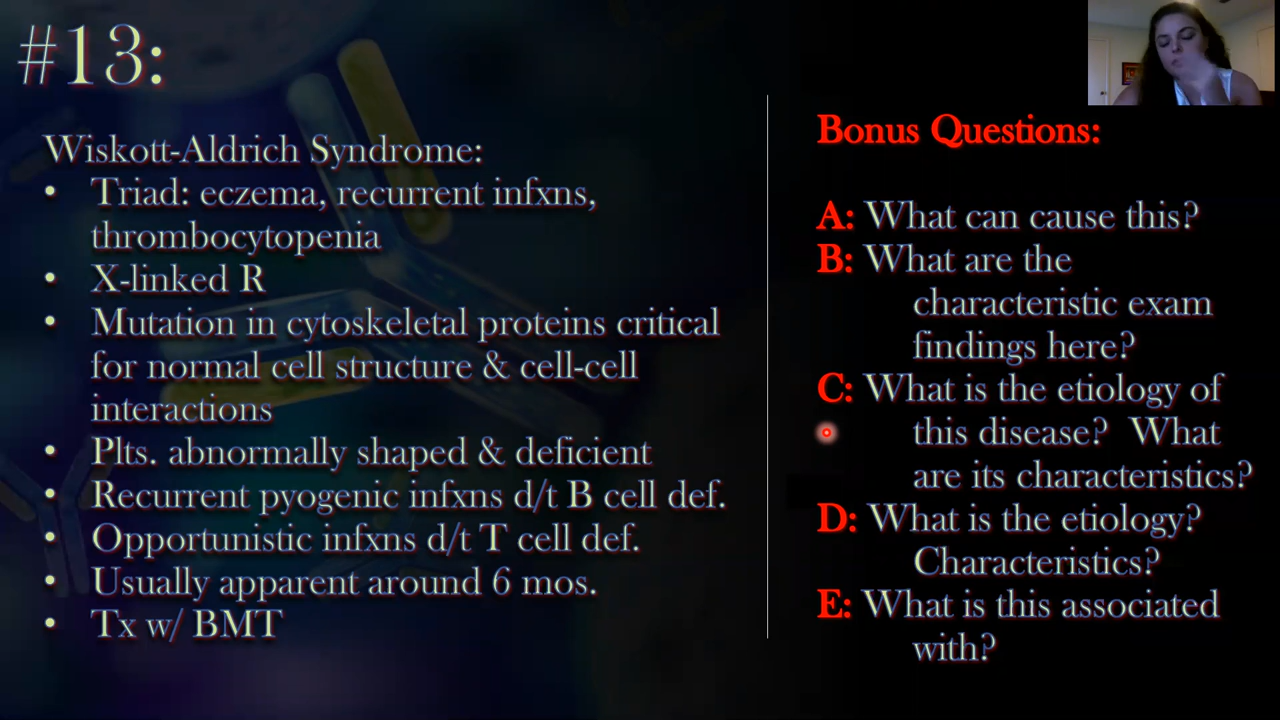 #13:
Wiskott-Aldrich Syndrome:
• Triad: eczema, recurrent infxns,
thrombocytopenia
• X-linked R
• Mutation in cytoskeletal proteins critical
for normal cell structure & cell-cell
interactions
• Plts. abnormally shaped & deficient
• Recurrent pyogenic infxns d/t B cell def.
• Opportunistic infxns d/t T cell def.
• Usually apparent around 6 mos.
• Tx w/ BMT
Bonus Questions:
A: What can cause this?
B: What are the
characteristic exam
findings here?
C: What is the etiology of
this disease? What
are its characteristics?
D: What is the etiology?
Characteristics?
E: What is this associated
with?